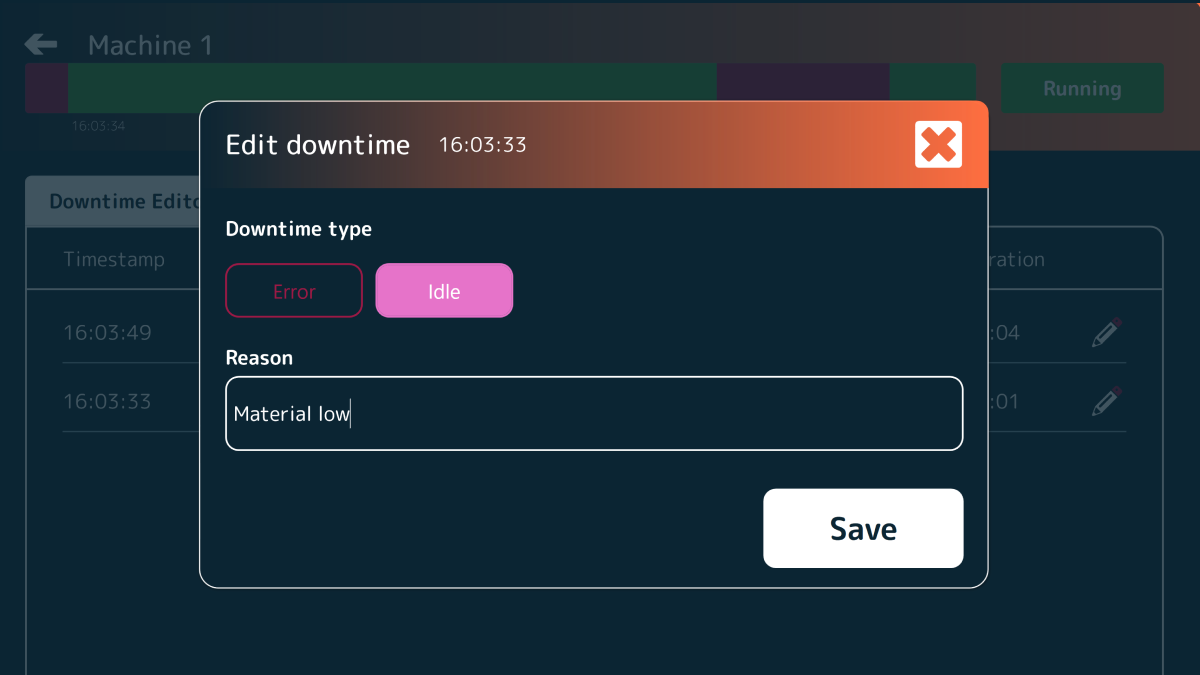 Machine 1
Running
16:03:34
Edit downtime 16:03:33
Downtime type
Error Idle
Reason
Material low
Save
Downtime Edito
Timestamp ration
16:03:49 :04
16:03:33 :01